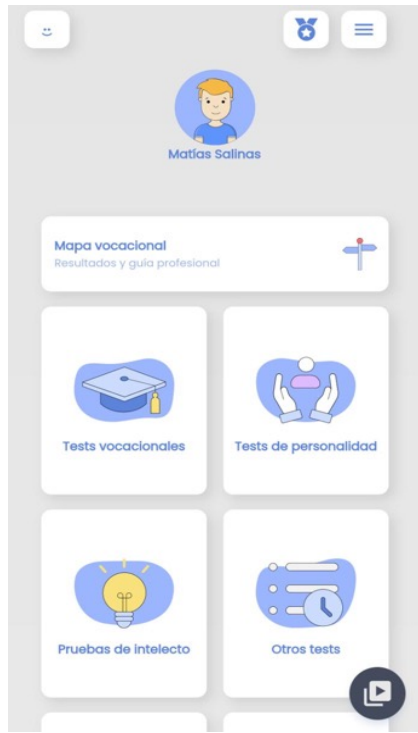 Matías Salinas
Mapa vocacional
Resultados y guía profesional
Tests vocacionales
Tests de personalidad
Pruebas de intelecto
Otros tests